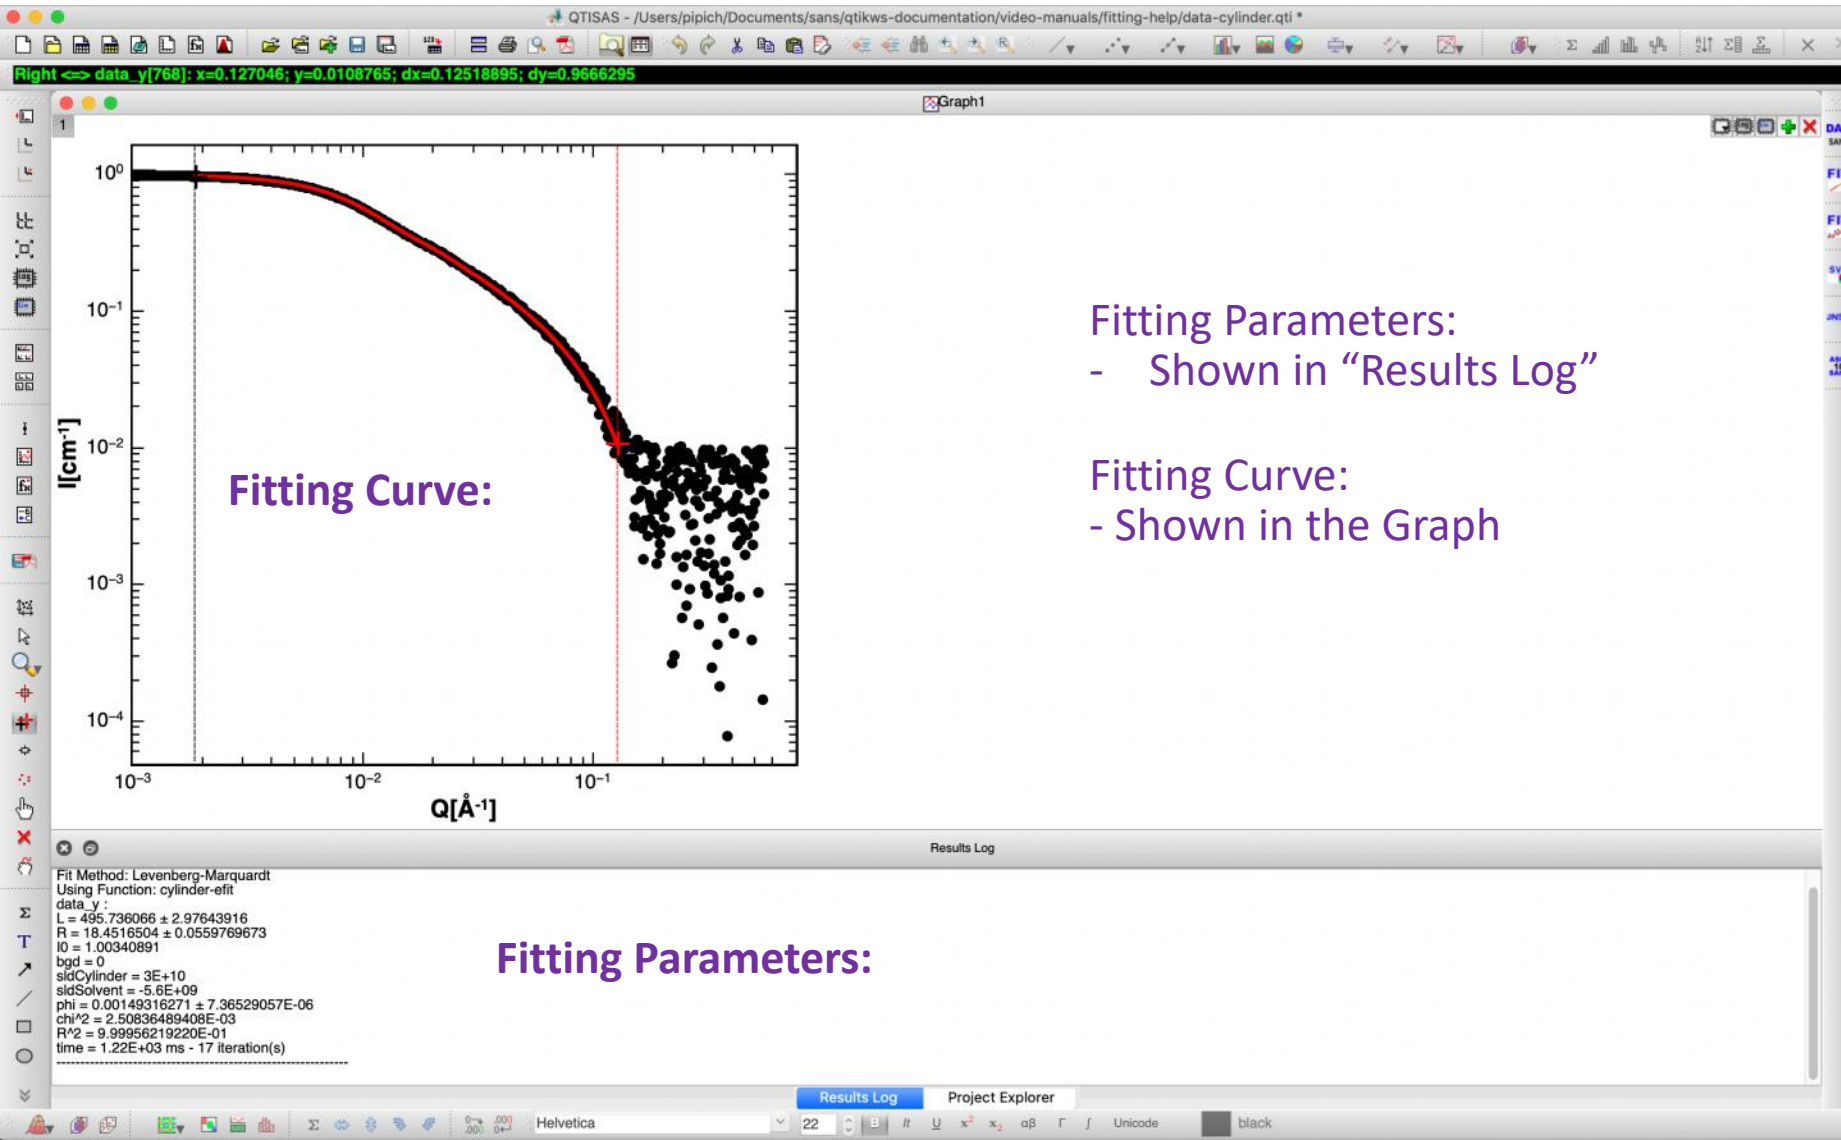 QTISAS - /Users/pipich/Documents/sans/qtikws-documentation/video-manuals/fitting-help/data-cylinder.qti *
Right <=> data_y[768]: x=0.127046; y=0.0108765; dx=0.12518895; dy=0.9666295
Graph1
1
10⁰
10⁻¹
10⁻²
10⁻³
10⁻⁴
I[cm⁻¹]
10⁻³
10⁻²
10⁻¹
Q[Å⁻¹]
Fitting Curve:
Fitting Parameters:
- Shown in “Results Log”
Fitting Curve:
- Shown in the Graph
Results Log
Fit Method: Levenberg-Marquardt
Using Function: cylinder-efit
data_y :
L = 495.736066 ± 2.97643916
R = 18.4516504 ± 0.0559769673
I0 = 1.00340891
bgd = 0
sldCylinder = 3E+10
sldSolvent = -5.6E+09
phi = 0.00149316271 ± 7.36529057E-06
chi^2 = 2.50836489408E-03
R^2 = 9.99956219220E-01
time = 1.22E+03 ms - 17 iteration(s)
--------------------------------------------------------------
Fitting Parameters:
Results Log Project Explorer
Helvetica 22 B It U x² x₂ αβ Γ ∫ Unicode black